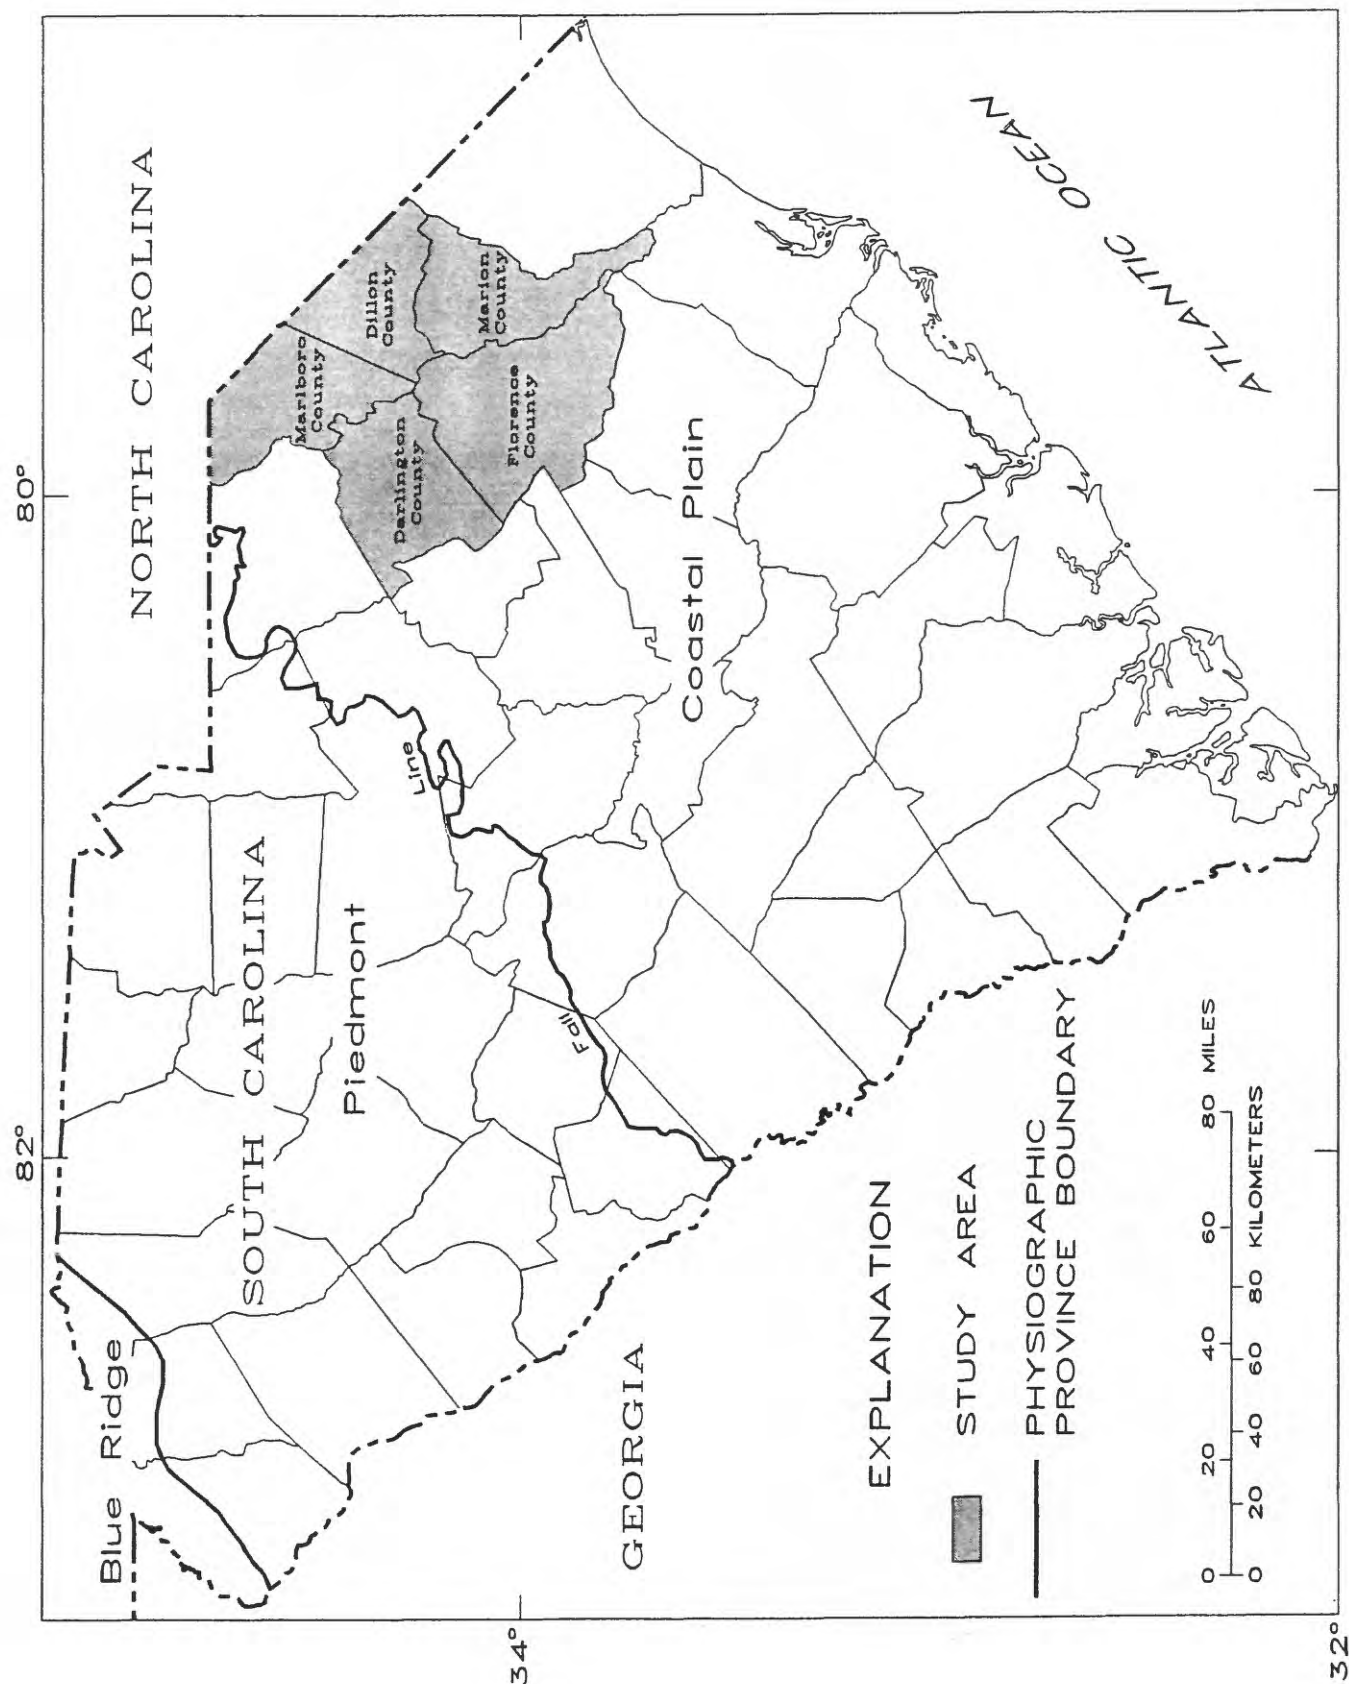 82°
80°
NORTH CAROLINA
Blue Ridge
SOUTH CAROLINA
Piedmont
Marlboro
County
Dillon
County
Darlington
County
34°
Line
Marion
County
Florence
County
Fall
GEORGIA
Coastal Plain
ATLANTIC OCEAN
EXPLANATION
STUDY AREA
PHYSIOGRAPHIC
PROVINCE BOUNDARY
0 20 40 60 80 MILES
0 20 40 60 80 KILOMETERS
32°